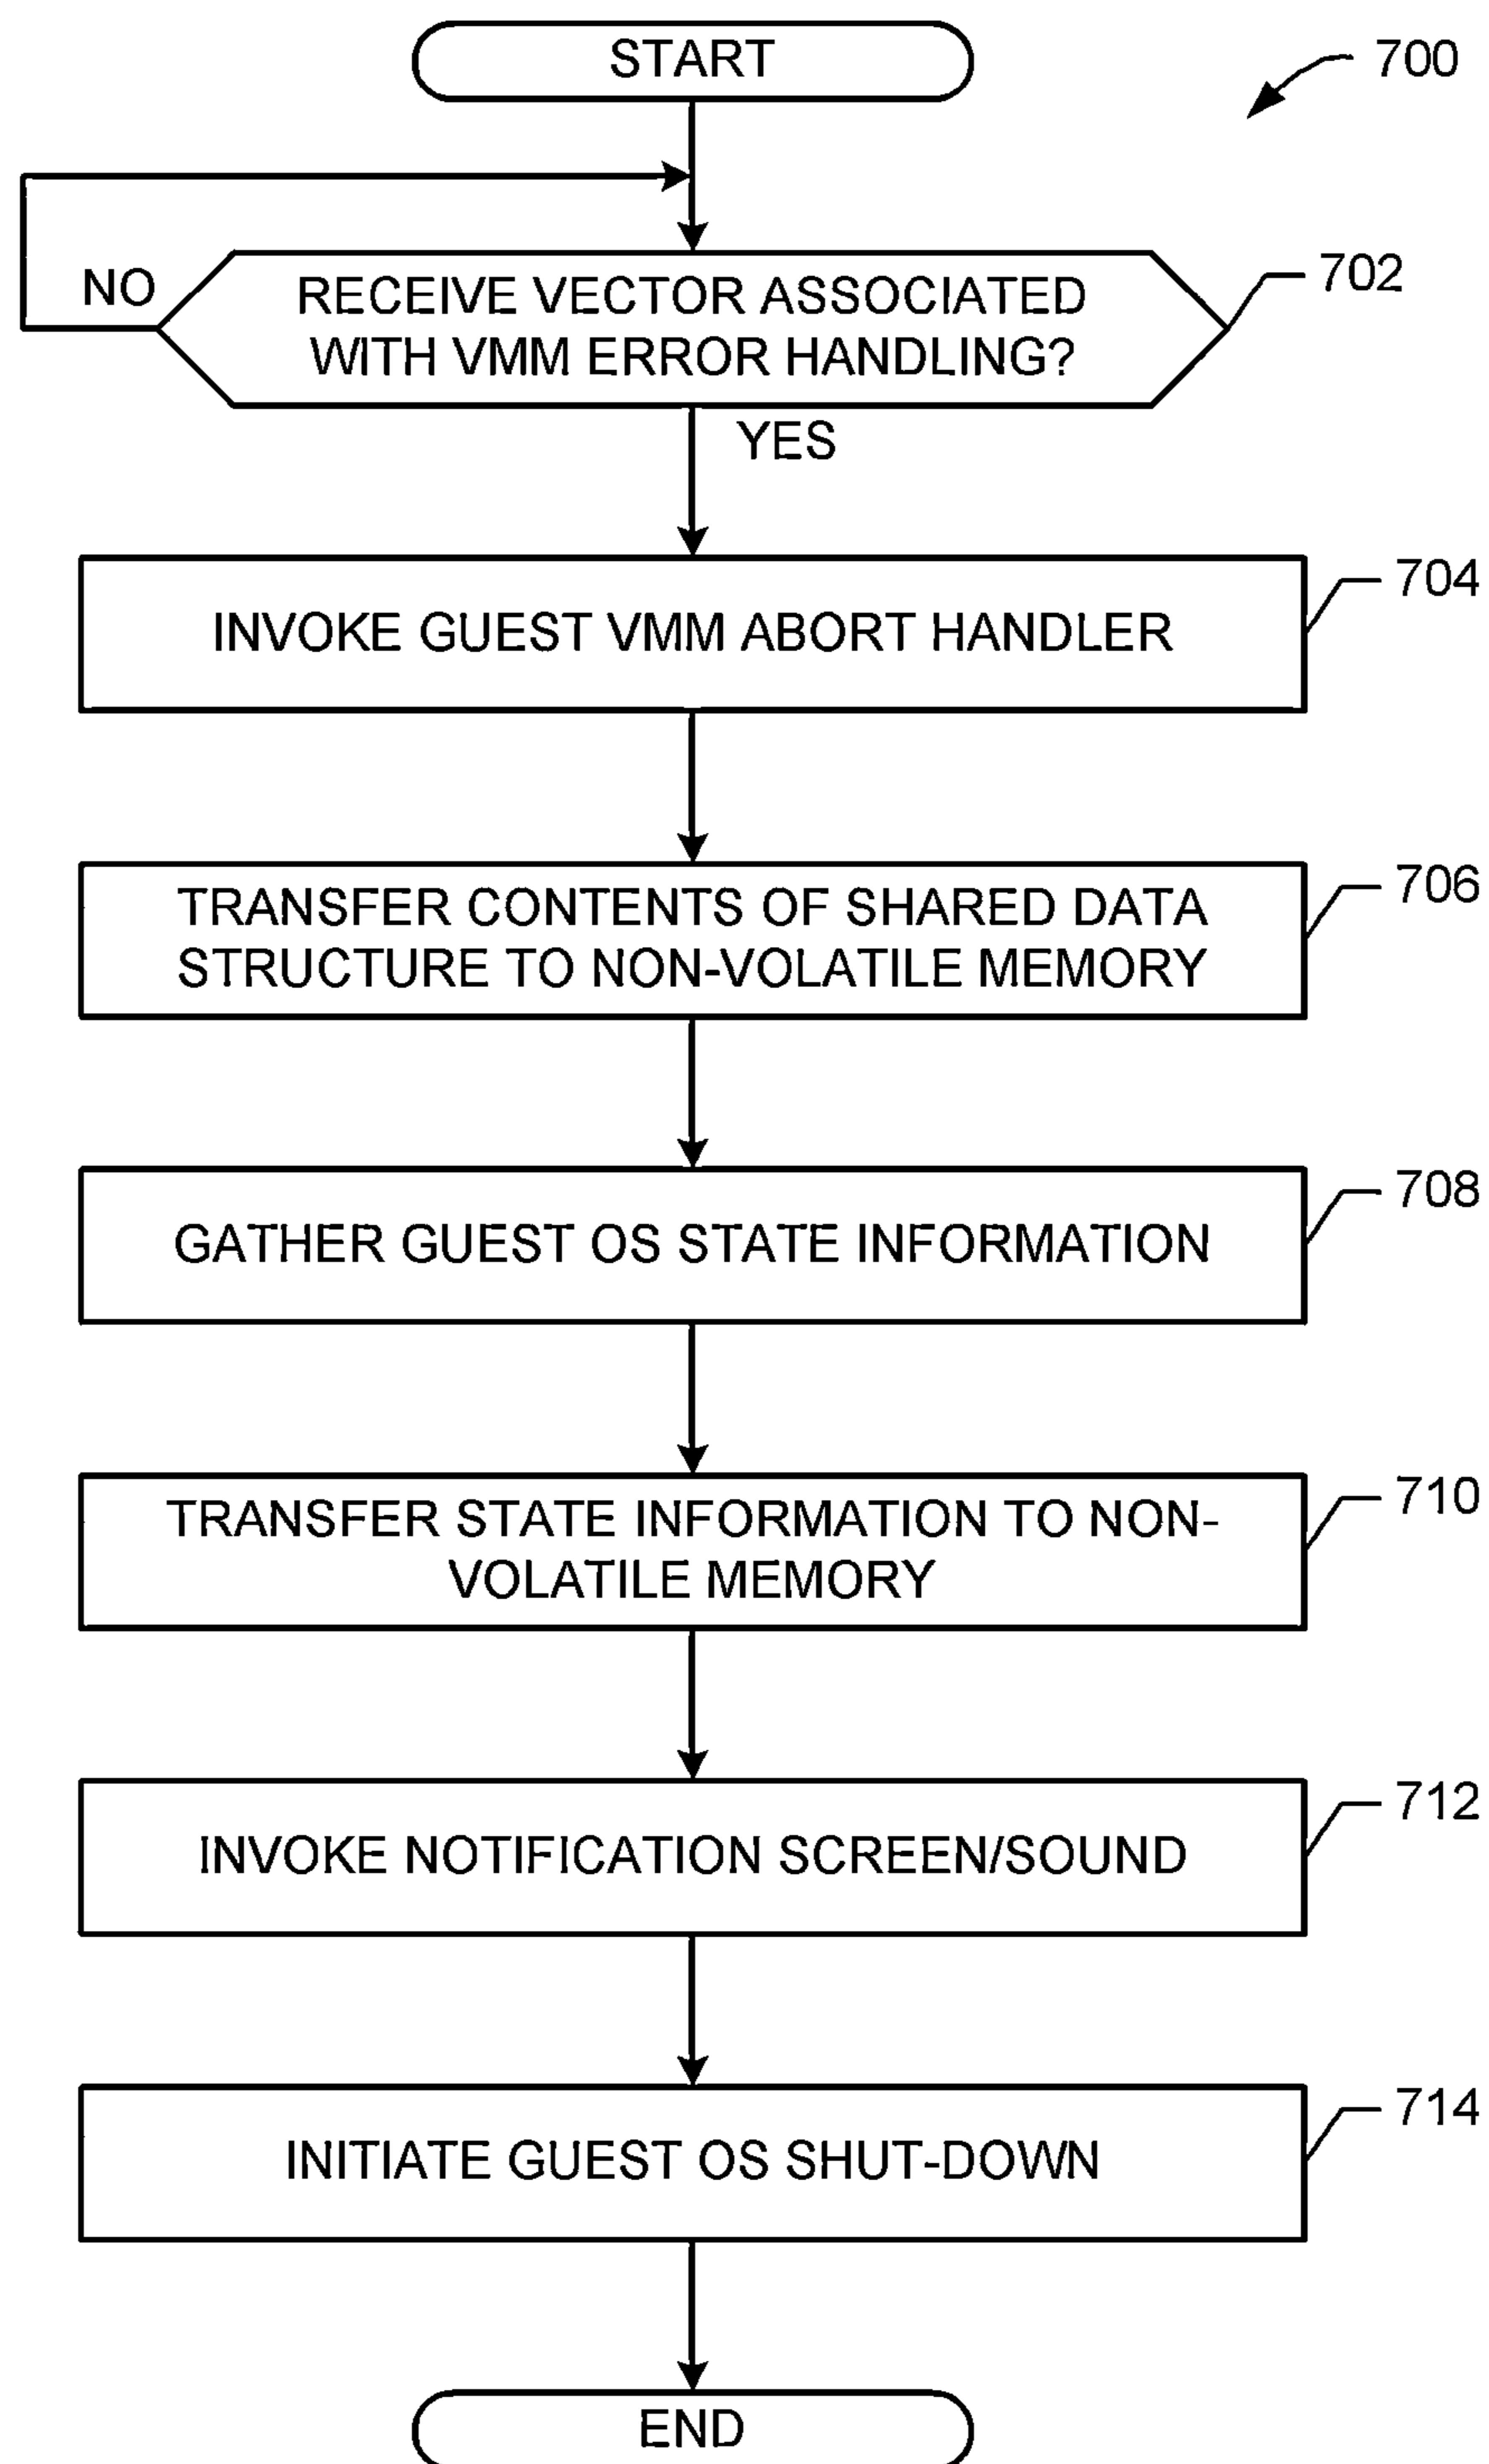 START
700
NO
RECEIVE VECTOR ASSOCIATED
WITH VMM ERROR HANDLING?
702
YES
INVOKE GUEST VMM ABORT HANDLER
704
TRANSFER CONTENTS OF SHARED DATA
STRUCTURE TO NON-VOLATILE MEMORY
706
GATHER GUEST OS STATE INFORMATION
708
TRANSFER STATE INFORMATION TO NON-
VOLATILE MEMORY
710
INVOKE NOTIFICATION SCREEN/SOUND
712
INITIATE GUEST OS SHUT-DOWN
714
END